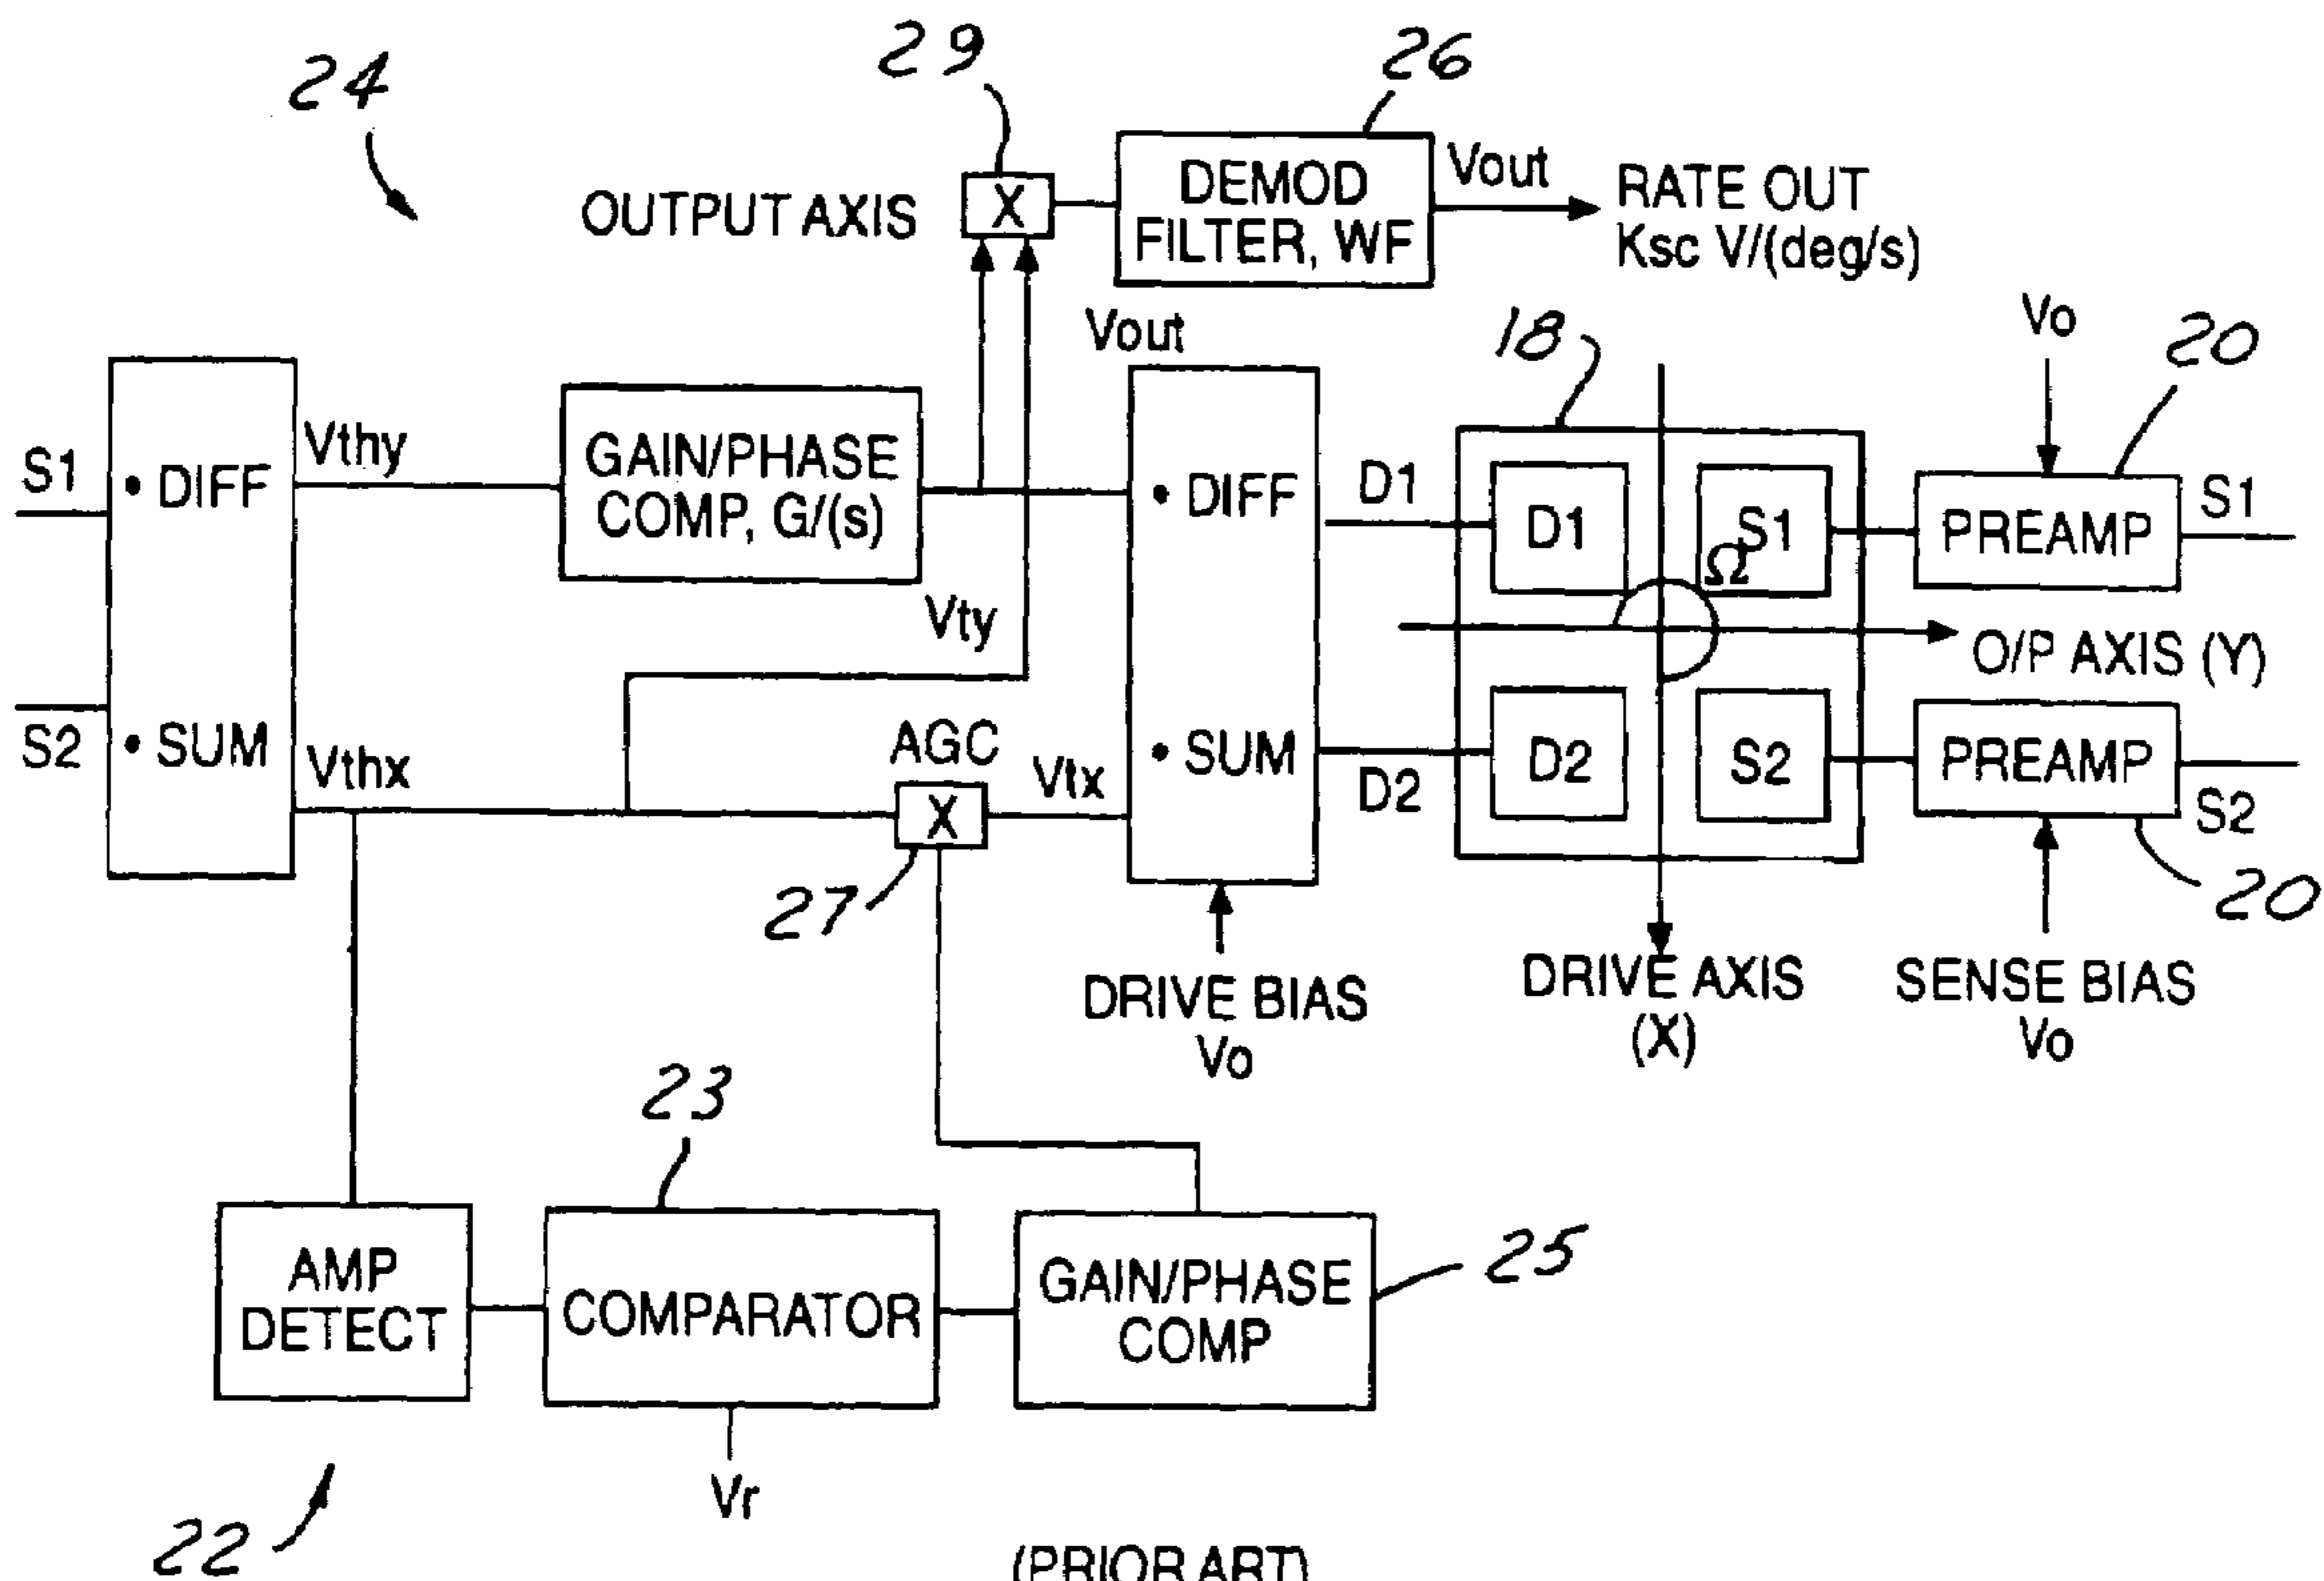 24
29
26
OUTPUT AXIS
X
DEMOD
FILTER, WF
Vout
RATE OUT
Ksc V/(deg/s)
Vout
18
Vo
20
S1
• DIFF
Vthy
GAIN/PHASE
COMP, G/(s)
• DIFF
D1
D1
S1
Ω
PREAMP
S1
Vty
O/P AXIS (Y)
S2
• SUM
Vthx
AGC
X
Vtx
• SUM
D2
D2
S2
PREAMP
S2
27
20
DRIVE BIAS
Vo
DRIVE AXIS
(X)
SENSE BIAS
Vo
23
AMP
DETECT
COMPARATOR
GAIN/PHASE
COMP
25
Vr
22
(PRIOR ART)